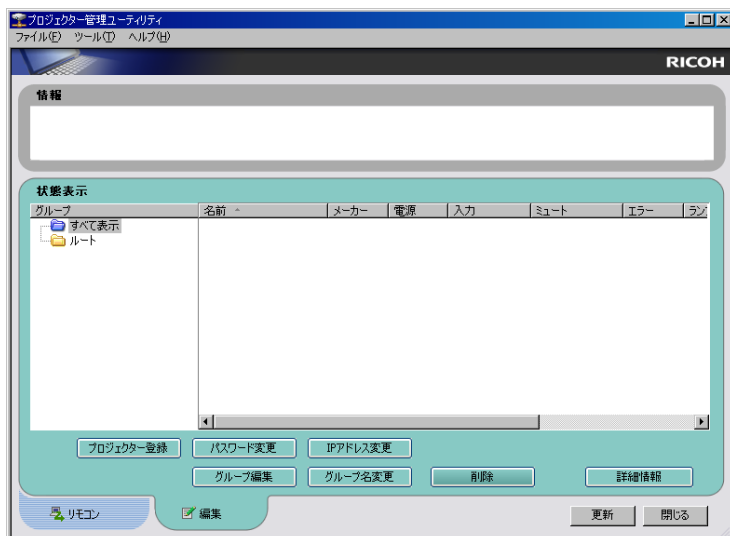 プロジェクター管理ユーティリティ
ファイル(F) ツール(T) ヘルプ(H)
RICOH
情報
状態表示
グループ 名前 メーカー 電源 入力 ミュート エラー ラン
すべて表示
ルート
プロジェクター登録 パスワード変更 IPアドレス変更
グループ編集 グループ名変更 削除 詳細情報
リモコン 編集 更新 閉じる